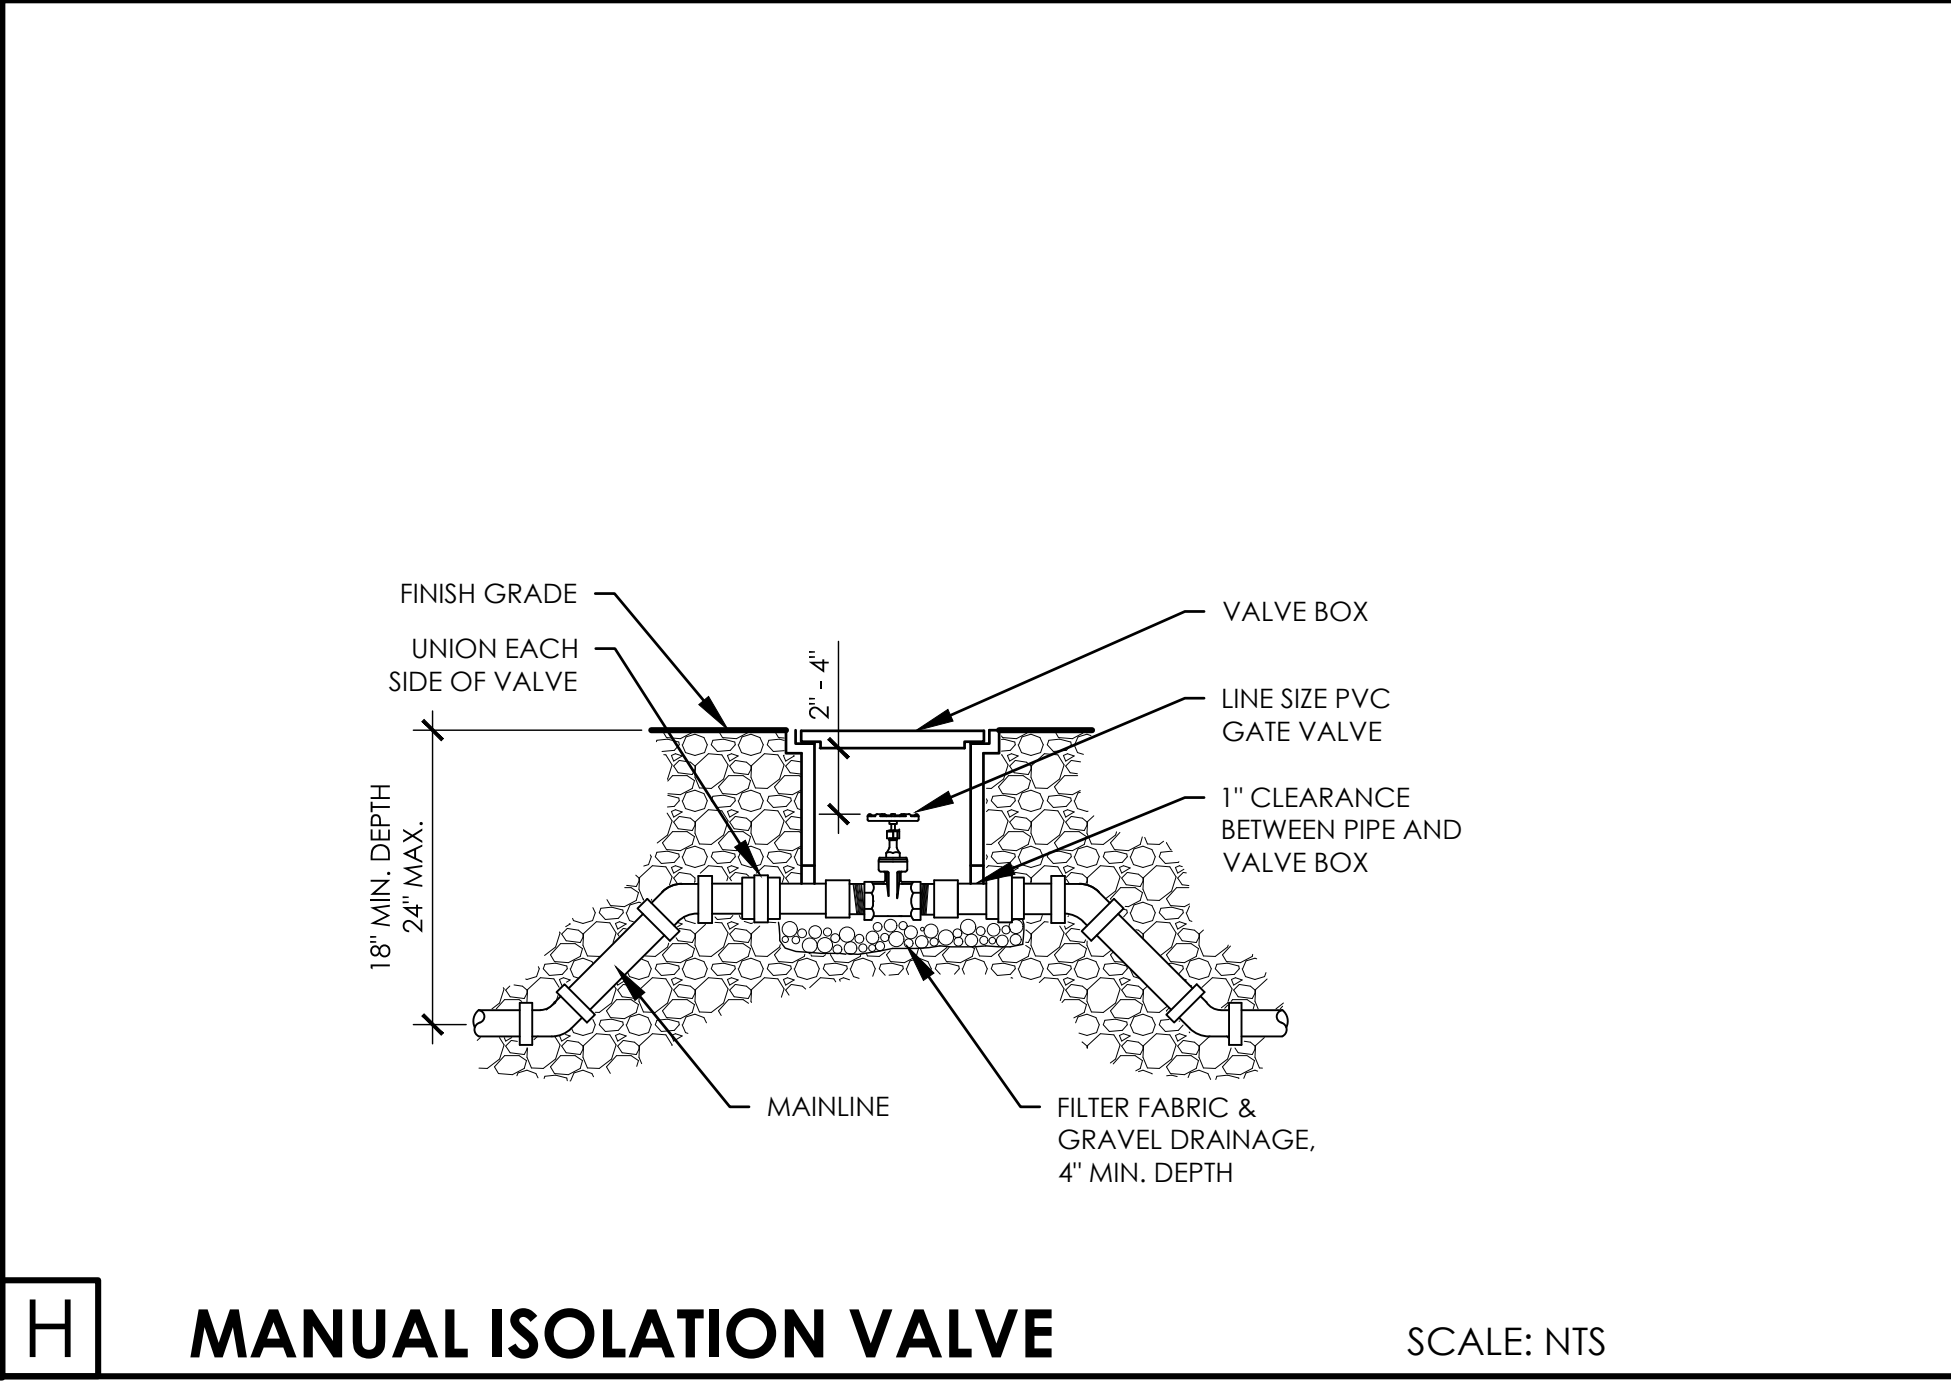 FINISH GRADE
UNION EACH
SIDE OF VALVE
2" - 4"
18" MIN. DEPTH
24" MAX.
VALVE BOX
LINE SIZE PVC
GATE VALVE
1" CLEARANCE
BETWEEN PIPE AND
VALVE BOX
MAINLINE
FILTER FABRIC &
GRAVEL DRAINAGE,
4" MIN. DEPTH
H
MANUAL ISOLATION VALVE
SCALE: NTS